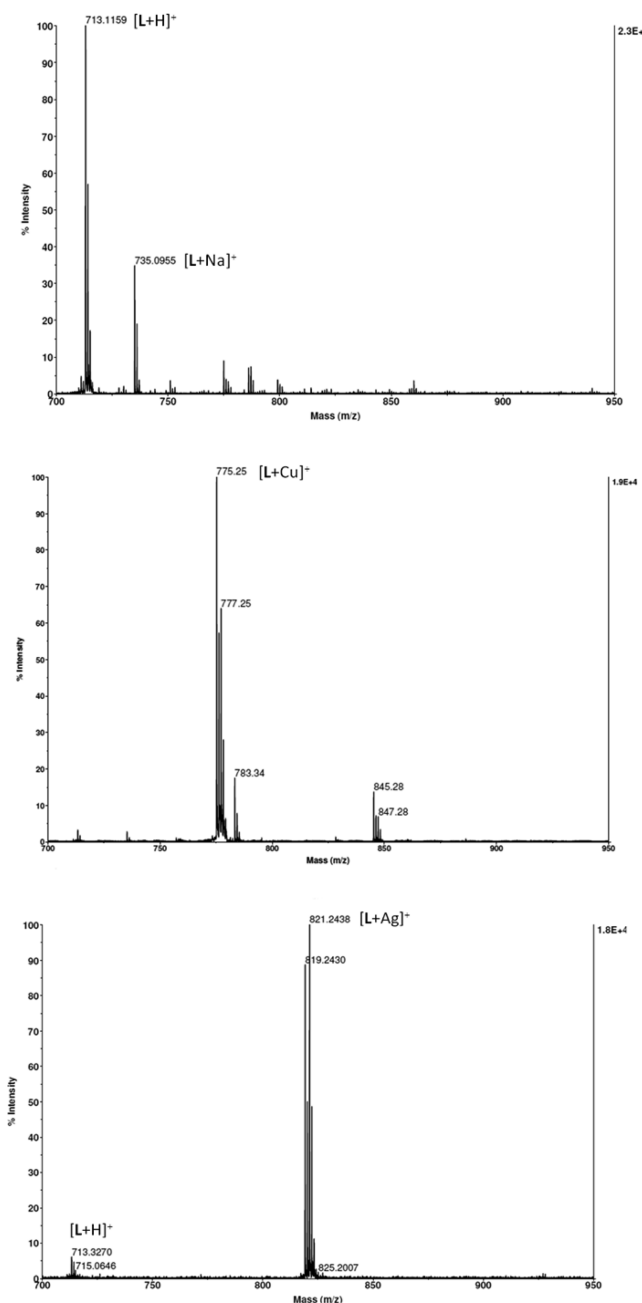 713.1159 [L+H]+
2.3E+
100
90
80
70
60
50
40
30
20
10
0
% Intensity
735.0955 [L+Na]+
700 750 800 850 900 950
Mass (m/z)
775.25 [L+Cu]+
1.9E+4
100
90
80
70
60
50
40
30
20
10
0
% Intensity
777.25
783.34
845.28
847.28
700 750 800 850 900 950
Mass (m/z)
821.2438 [L+Ag]+
1.8E+4
819.2430
100
90
80
70
60
50
40
30
20
10
0
% Intensity
[L+H]+
713.3270
715.0646
825.2007
700 750 800 850 900 950
Mass (m/z)